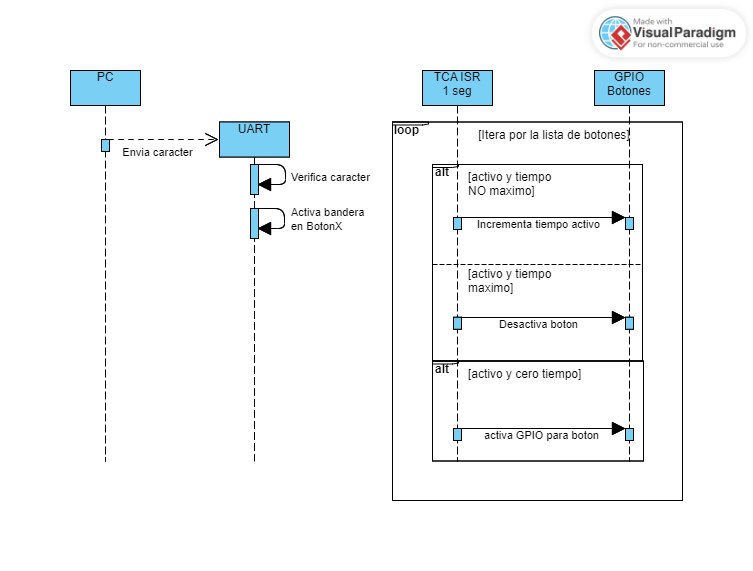 Made with
VisualParadigm
For non-commercial use
PC
TCA ISR
1 seg
GPIO
Botones
UART
Envia caracter
Verifica caracter
Activa bandera
en BotonX
loop
[Itera por la lista de botones]
alt
[activo y tiempo
NO maximo]
Incrementa tiempo activo
[activo y tiempo
maximo]
Desactiva boton
alt
[activo y cero tiempo]
activa GPIO para boton